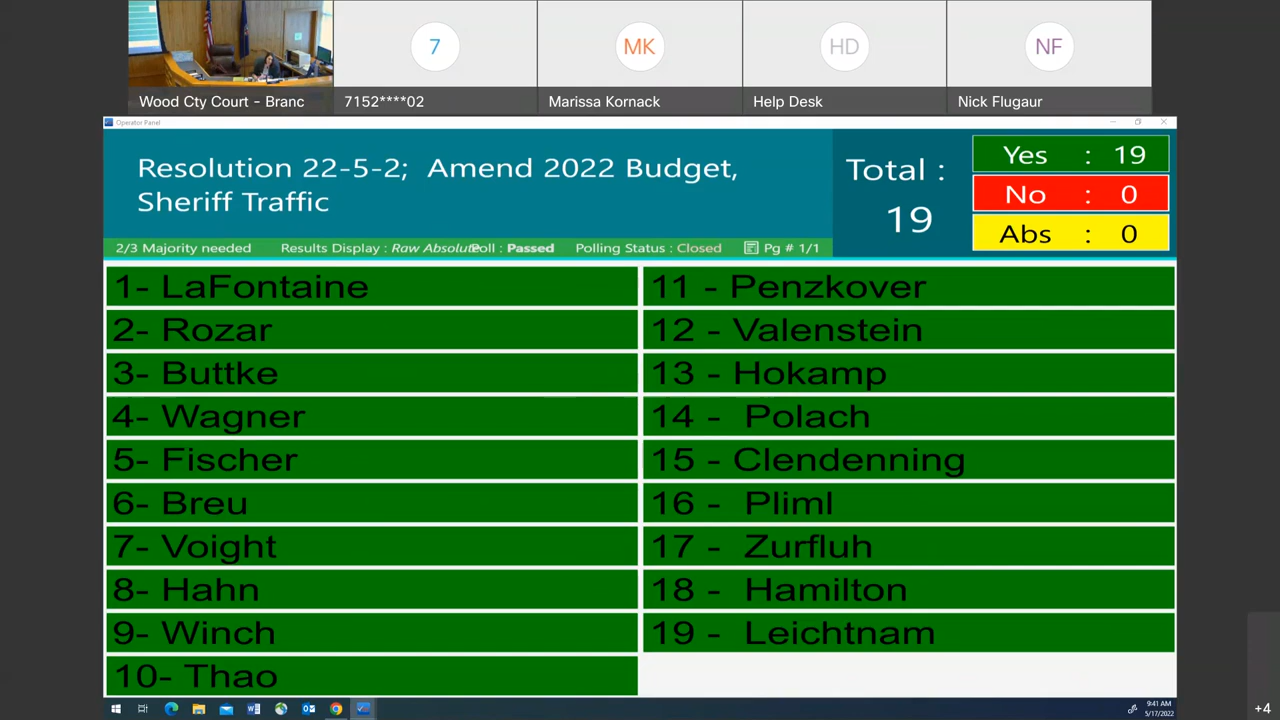 7
MK
HD
NF
Wood Cty Court - Branc
7152****02
Marissa Kornack
Help Desk
Nick Flugaur
Operator Panel
Resolution 22-5-2; Amend 2022 Budget,
Sheriff Traffic
Total :
19
Yes : 19
No : 0
Abs : 0
2/3 Majority needed
Results Display : Raw Absolute
Poll : Passed
Polling Status : Closed
Pg # 1/1
1- LaFontaine
2- Rozar
3- Buttke
4- Wagner
5- Fischer
6- Breu
7- Voight
8- Hahn
9- Winch
10- Thao
11 - Penzkover
12 - Valenstein
13 - Hokamp
14 - Polach
15 - Clendenning
16 - Pliml
17 - Zurfluh
18 - Hamilton
19 - Leichtnam
9:41 AM
5/17/2022
+4